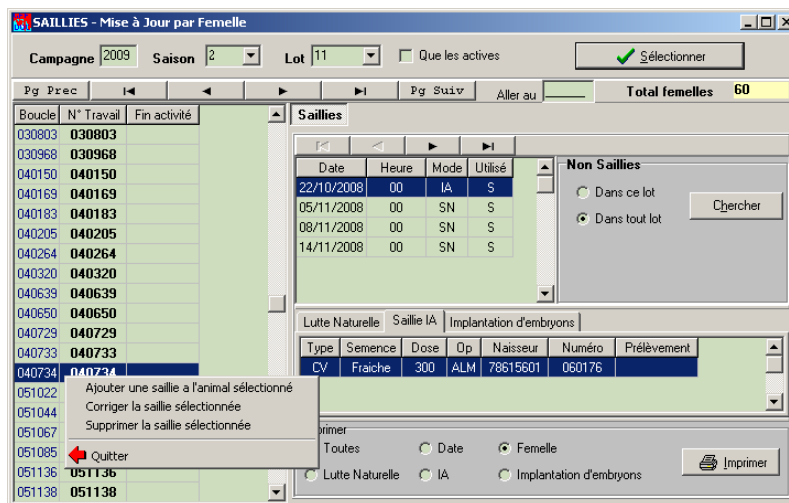 SAILLIES - Mise à Jour par Femelle
Campagne 2009 Saison 2 Lot 11 Que les actives Sélectionner
Pg Prec Pg Suiv Aller au Total femelles 60
Boucle N° Travail Fin activité
030803 030803
030968 030968
040150 040150
040169 040169
040183 040183
040205 040205
040264 040264
040320 040320
040639 040639
040650 040650
040729 040729
040733 040733
040734 040734
051022
051044
051067
051085
051136 051136
051138 051138
Ajouter une saillie a l'animal sélectionné
Corriger la saillie sélectionnée
Supprimer la saillie sélectionnée
Quitter
Saillies
Date Heure Mode Utilisé
22/10/2008 00 IA S
05/11/2008 00 SN S
08/11/2008 00 SN S
14/11/2008 00 SN S
Non Saillies
Dans ce lot
Dans tout lot
Chercher
Lutte Naturelle Saillie IA Implantation d'embryons
Type Semence Dose Op Naisseur Numéro Prélèvement
CV Fraiche 300 ALM 78615601 060176
primer
Toutes Date Femelle
Lutte Naturelle IA Implantation d'embryons
Imprimer